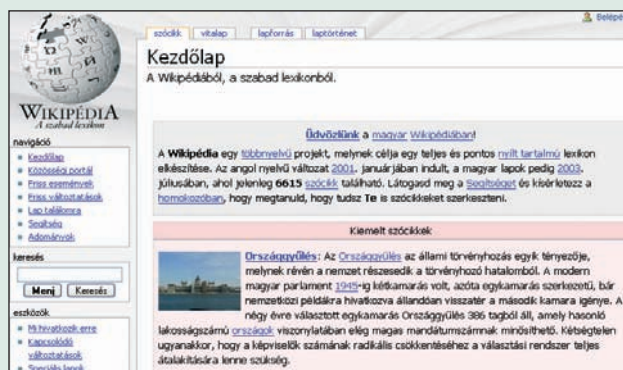 Belépé
szócikk vitalap lapforrás laptörténet
Kezdőlap
A Wikipédiából, a szabad lexikonból.
WIKIPÉDIA
A szabad lexikon
navigáció
Kezdőlap
Közösségi portál
Friss események
Friss változtatások
Lap találomra
Segítség
Adományok
keresés
Menj Keresés
eszközök
Mi hivatkozik erre
Kapcsolódó
változtatások
Speciális lapok
Üdvözlünk a magyar Wikipédiában!
A Wikipédia egy többnyelvű projekt, melynek célja egy teljes és pontos nyílt tartalmú lexikon
elkészítése. Az angol nyelvű változat 2001. januárjában indult, a magyar lapok pedig 2003.
júliusában, ahol jelenleg 6615 szócikk található. Látogasd meg a Segítséget és kísérletezz a
homokozóban, hogy megtanuld, hogy tudsz Te is szócikkeket szerkeszteni.
Kiemelt szócikkek
Országgyűlés: Az Országgyűlés az állami törvényhozás egyik tényezője,
melynek révén a nemzet részesedik a törvényhozó hatalomból. A modern
magyar parlament 1945-ig kétkamarás volt, azóta egykamarás szerkezetű, bár
nemzetközi példákra hivatkozva állandóan visszatér a második kamara igénye. A
négy évre választott egykamarás Országgyűlés 386 tagból áll, amely hasonló
lakosságszámú országok viszonylatában elég magas mandátumszámnak minősíthető. Kétségtelen
ugyanakkor, hogy a képviselők számának radikális csökkentéséhez a választási rendszer teljes
átalakítására lenne szükség.